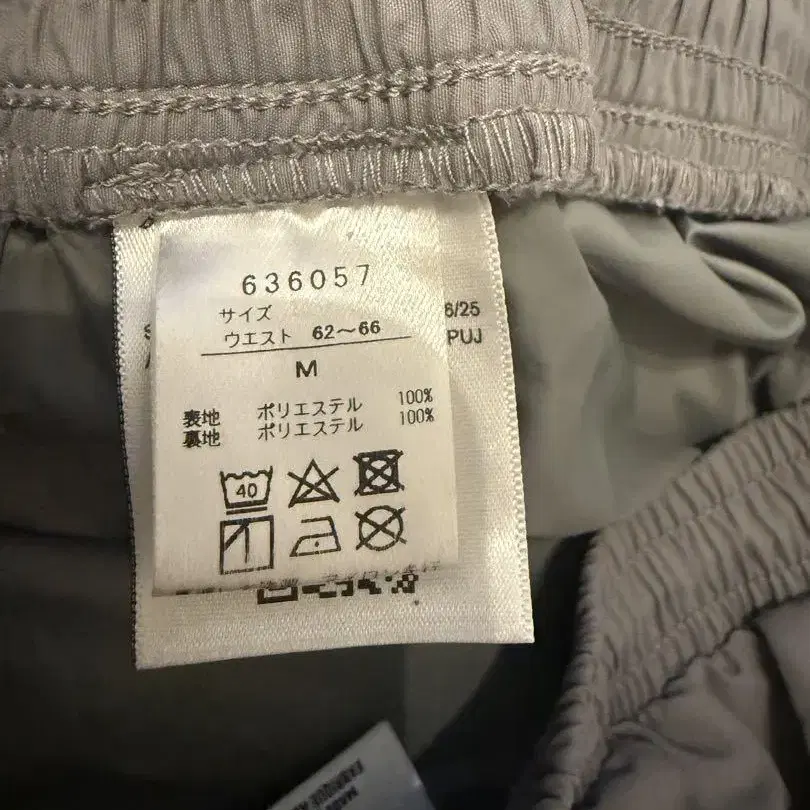 636057
サイズ
ウエスト 62〜66
M
表地 ポリエステル 100%
裏地 ポリエステル 100%
40
6/25
PUJ